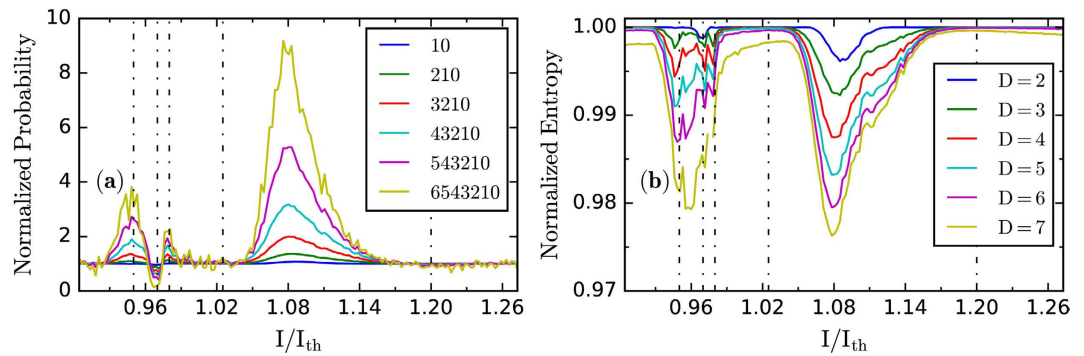 10
8
6
4
2
0
Normalized Probability
(a)
10
210
3210
43210
543210
6543210
0.96
1.02
1.08
1.14
1.20
1.26
I/I_th
1.00
0.99
0.98
0.97
Normalized Entropy
(b)
D = 2
D = 3
D = 4
D = 5
D = 6
D = 7
0.96
1.02
1.08
1.14
1.20
1.26
I/I_th